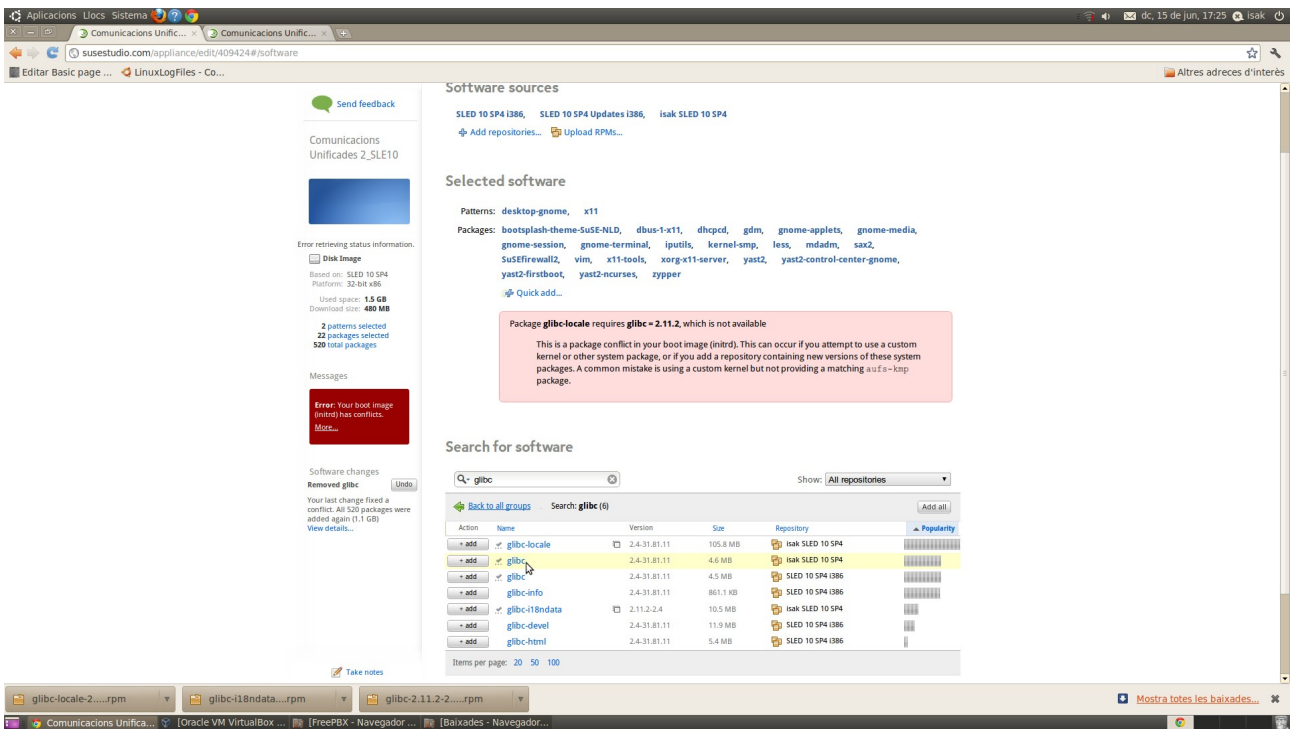 Aplicacions Llocs Sistema
dc, 15 de jun, 17:25 isak
Comunicacions Unific...
Comunicacions Unific...
susestudio.com/appliance/edit/409424#/software
Editar Basic page ...
LinuxLogFiles - Co...
Altres adreces d'interès
Send feedback
Comunicacions
Unificades 2_SLE10
Error retrieving status information.
Disk Image
Based on: SLED 10 SP4
Platform: 32-bit x86
Used space: 1.5 GB
Download size: 480 MB
2 patterns selected
22 packages selected
520 total packages
Messages
Error: Your boot image
(initrd) has conflicts.
More...
Software changes
Removed glibc Undo
Your last change fixed a
conflict. All 520 packages were
added again (1.1 GB)
View details...
Take notes
Software sources
SLED 10 SP4 i386, SLED 10 SP4 Updates i386, isak SLED 10 SP4
Add repositories... Upload RPMs...
Selected software
Patterns: desktop-gnome, x11
Packages: bootsplash-theme-SuSE-NLD, dbus-1-x11, dhcpcd, gdm, gnome-applets, gnome-media,
gnome-session, gnome-terminal, iputils, kernel-smp, less, mdadm, sax2,
SuSEfirewall2, vim, x11-tools, xorg-x11-server, yast2, yast2-control-center-gnome,
yast2-firstboot, yast2-ncurses, zypper
Quick add...
Package glibc-locale requires glibc = 2.11.2, which is not available
This is a package conflict in your boot image (initrd). This can occur if you attempt to use a custom
kernel or other system package, or if you add a repository containing new versions of these system
packages. A common mistake is using a custom kernel but not providing a matching aufs-kmp
package.
Search for software
glibc
Show: All repositories
Back to all groups Search: glibc (6) Add all
Action Name Version Size Repository Popularity
+ add glibc-locale 2.4-31.81.11 105.8 MB isak SLED 10 SP4
+ add glibc 2.4-31.81.11 4.6 MB isak SLED 10 SP4
+ add glibc 2.4-31.81.11 4.5 MB SLED 10 SP4 i386
+ add glibc-info 2.4-31.81.11 861.1 KB SLED 10 SP4 i386
+ add glibc-i18ndata 2.11.2-2.4 10.5 MB isak SLED 10 SP4
+ add glibc-devel 2.4-31.81.11 11.9 MB SLED 10 SP4 i386
+ add glibc-html 2.4-31.81.11 5.4 MB SLED 10 SP4 i386
Items per page: 20 50 100
glibc-locale-2.....rpm
glibc-i18ndata....rpm
glibc-2.11.2-2.....rpm
Mostra totes les baixades...
Comunicacions Unifica...
[Oracle VM VirtualBox ...
[FreePBX - Navegador ...
[Baixades - Navegador...